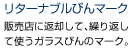 リターナブルびんマーク
販売店に返却して、繰り返し
て使うガラスびんのマーク。